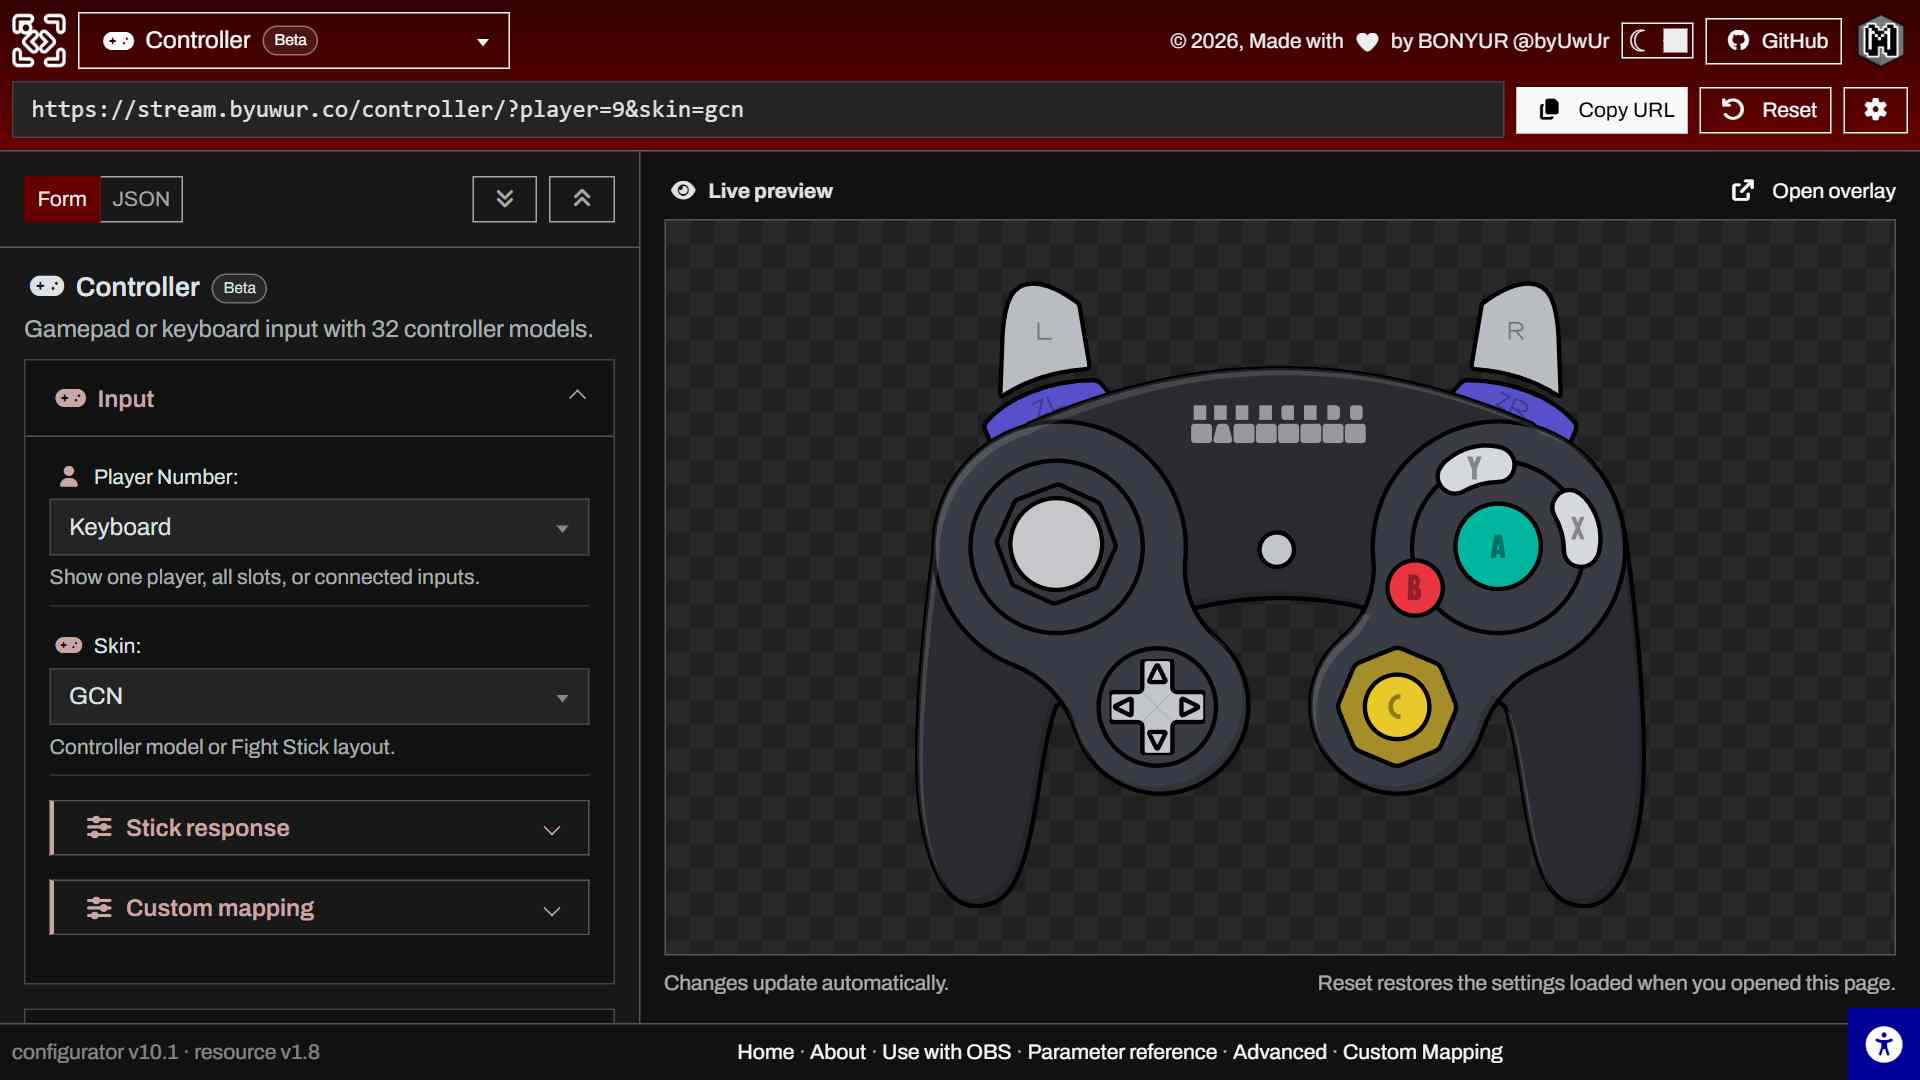 Controller Beta
© 2026, Made with by BONYUR @byUwUr
GitHub
https://stream.byuwur.co/controller/?player=9&skin=gcn
Copy URL
Reset
Form
JSON
Live preview
Open overlay
Controller Beta
Gamepad or keyboard input with 32 controller models.
Input
Player Number:
Keyboard
Show one player, all slots, or connected inputs.
Skin:
GCN
Controller model or Fight Stick layout.
Stick response
Custom mapping
L
R
ZL
ZR
Y
X
A
B
C
Changes update automatically.
Reset restores the settings loaded when you opened this page.
configurator v10.1 · resource v1.8
Home · About · Use with OBS · Parameter reference · Advanced · Custom Mapping